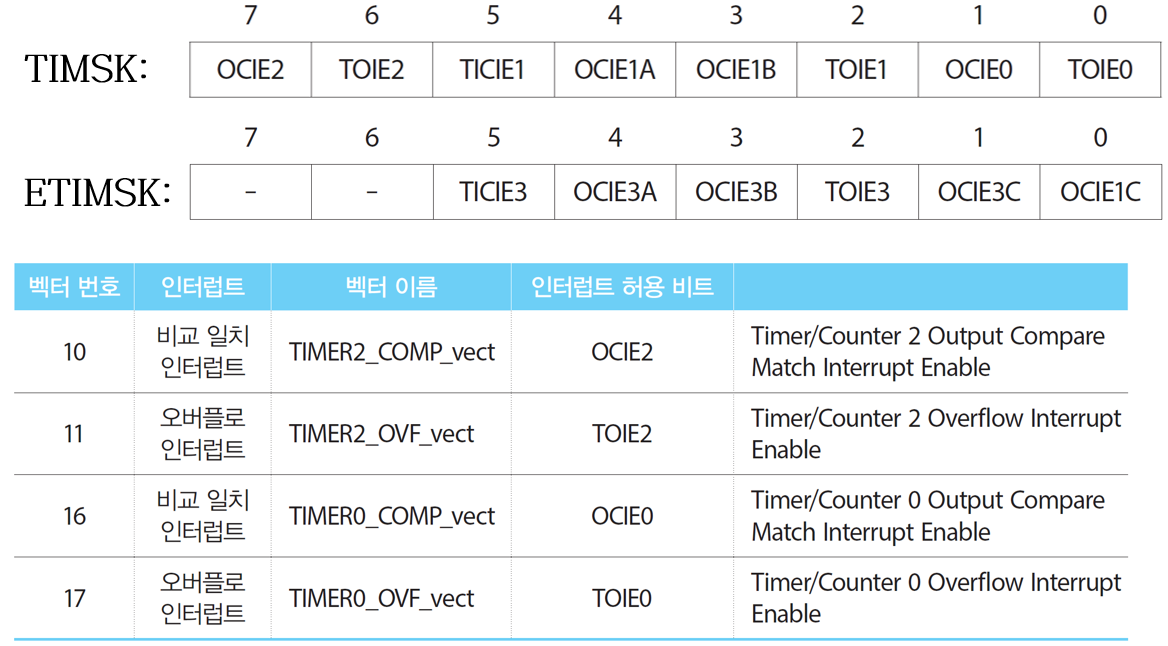 7 6 5 4 3 2 1 0
TIMSK: OCIE2 TOIE2 TICIE1 OCIE1A OCIE1B TOIE1 OCIE0 TOIE0
7 6 5 4 3 2 1 0
ETIMSK: – – TICIE3 OCIE3A OCIE3B TOIE3 OCIE3C OCIE1C
벡터 번호 인터럽트 벡터 이름 인터럽트 허용 비트
10 비교 일치 TIMER2_COMP_vect OCIE2 Timer/Counter 2 Output Compare
인터럽트 Match Interrupt Enable
11 오버플로 TIMER2_OVF_vect TOIE2 Timer/Counter 2 Overflow Interrupt
인터럽트 Enable
16 비교 일치 TIMER0_COMP_vect OCIE0 Timer/Counter 0 Output Compare
인터럽트 Match Interrupt Enable
17 오버플로 TIMER0_OVF_vect TOIE0 Timer/Counter 0 Overflow Interrupt
인터럽트 Enable